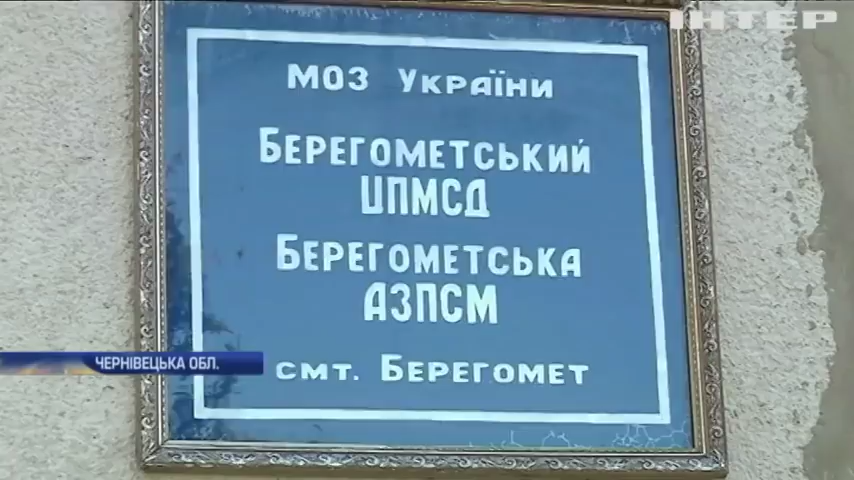 ІНТЕР
МОЗ України
Берегометський
ЦПМСД
Берегометська
АЗПСМ
смт. Берегомет
ЧЕРНІВЕЦЬКА ОБЛ.